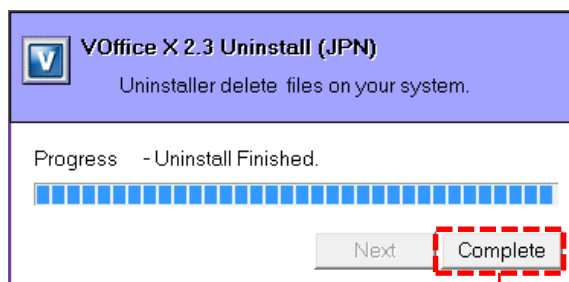 V
VOffice X 2.3 Uninstall (JPN)
Uninstaller delete files on your system.
Progress - Uninstall Finished.
Next Complete